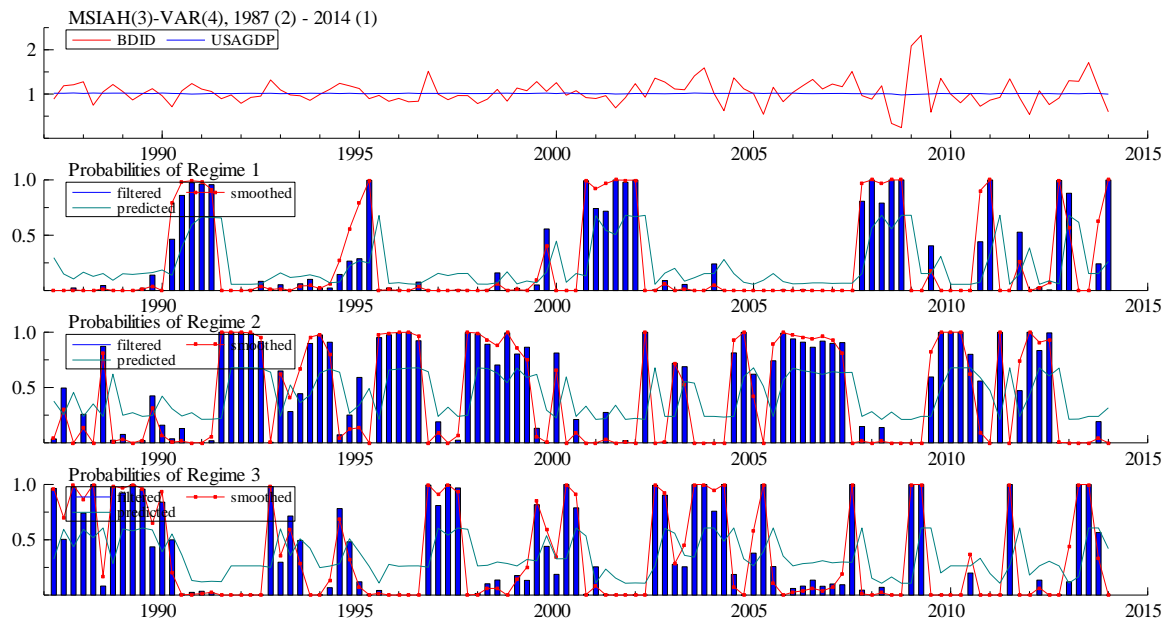 MSIAH(3)-VAR(4), 1987 (2) - 2014 (1)
BDID USAGDP
2
1
1990 1995 2000 2005 2010 2015
Probabilities of Regime 1
1.0
filtered smoothed
predicted
0.5
1990 1995 2000 2005 2010 2015
Probabilities of Regime 2
1.0
filtered smoothed
predicted
0.5
1990 1995 2000 2005 2010 2015
Probabilities of Regime 3
1.0
filtered smoothed
predicted
0.5
1990 1995 2000 2005 2010 2015